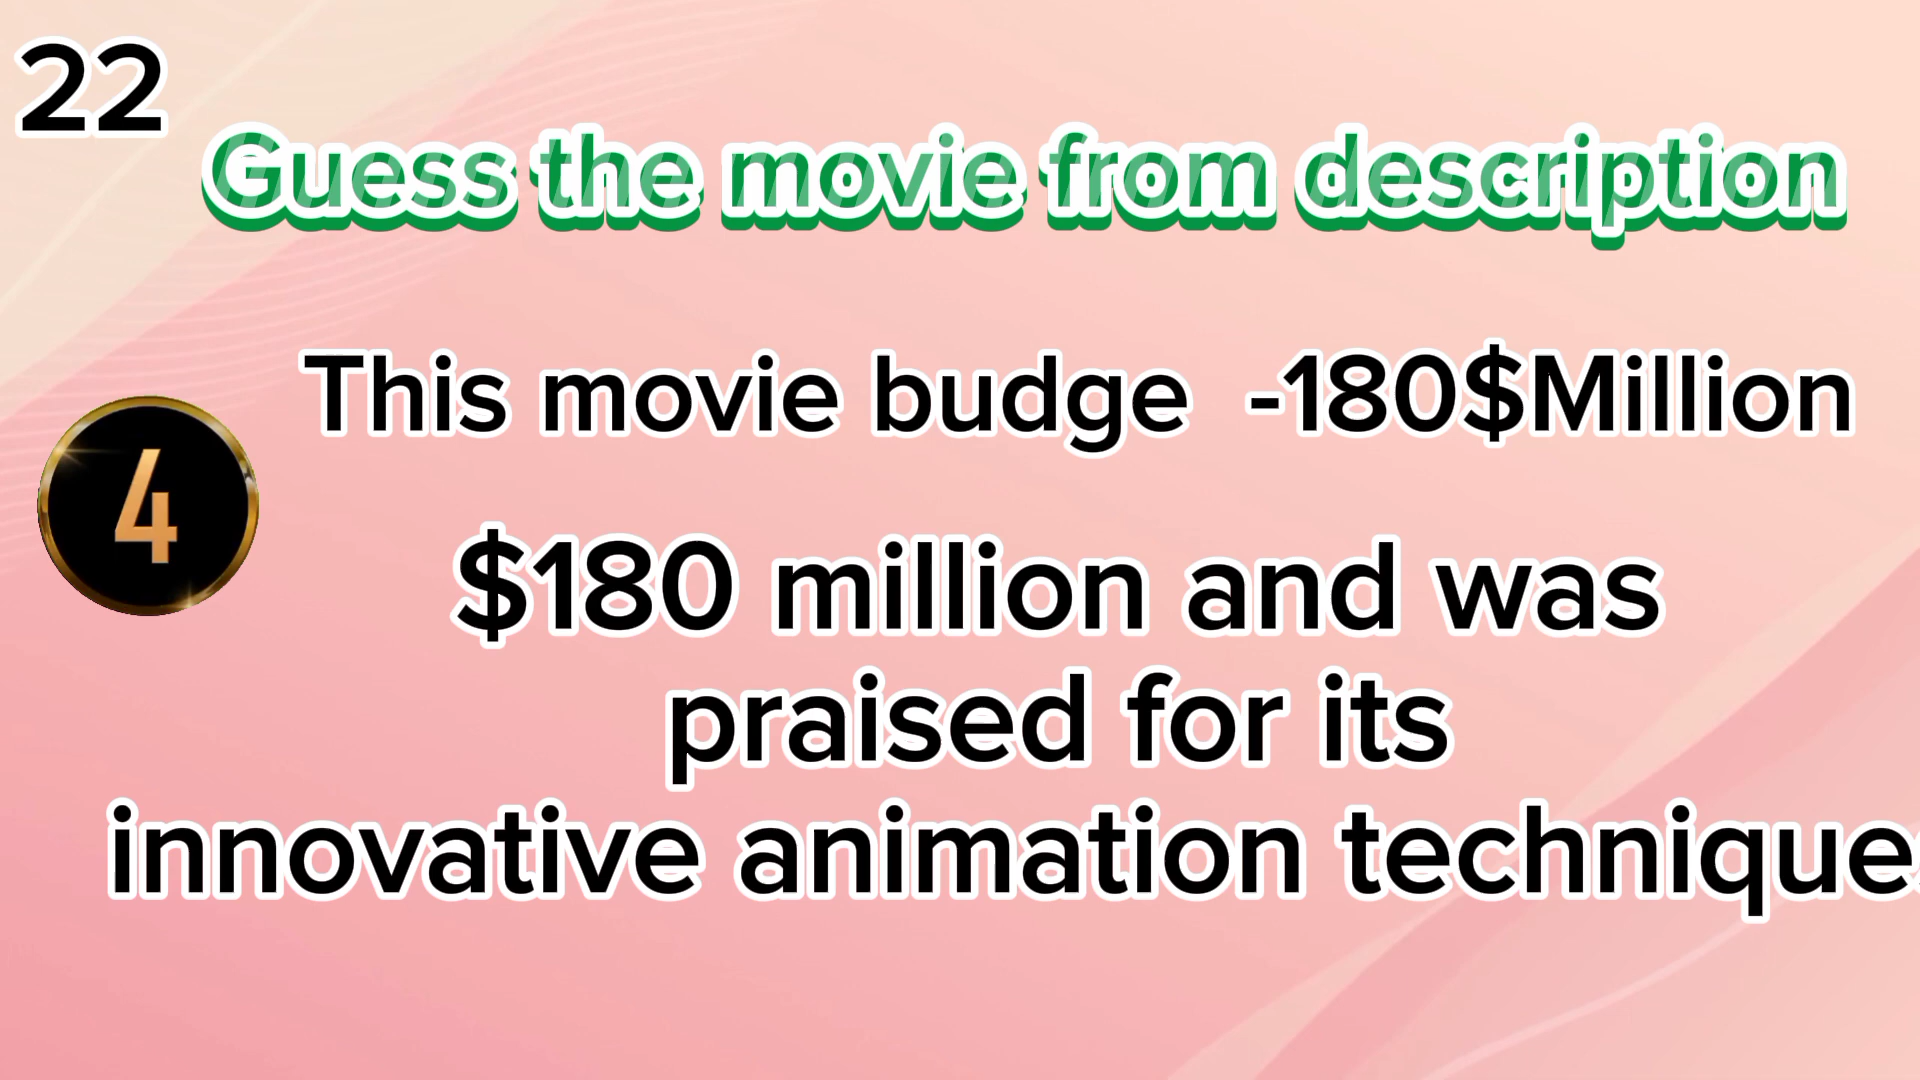 22
Guess the movie from description
This movie budge -180$Million
4
$180 million and was
praised for its
innovative animation technique